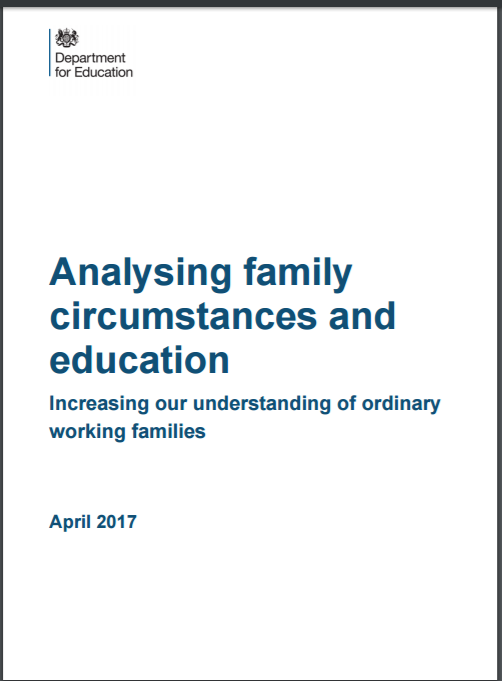 Department
for Education
Analysing family
circumstances and
education
Increasing our understanding of ordinary
working families
April 2017